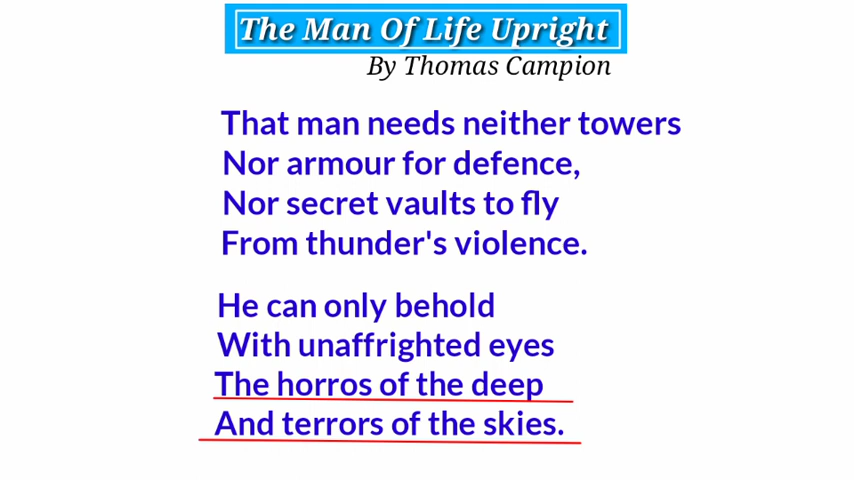 The Man Of Life Upright
By Thomas Campion
That man needs neither towers
Nor armour for defence,
Nor secret vaults to fly
From thunder's violence.
He can only behold
With unaffrighted eyes
The horros of the deep
And terrors of the skies.